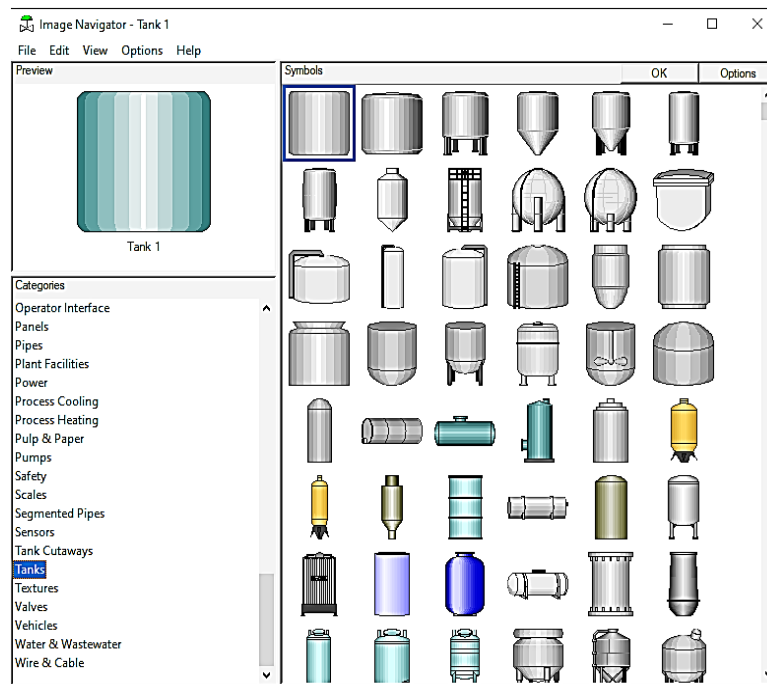 Image Navigator - Tank 1
File Edit View Options Help
Preview
Tank 1
Categories
Operator Interface
Panels
Pipes
Plant Facilities
Power
Process Cooling
Process Heating
Pulp & Paper
Pumps
Safety
Scales
Segmented Pipes
Sensors
Tank Cutaways
Tanks
Textures
Valves
Vehicles
Water & Wastewater
Wire & Cable
Symbols OK Options